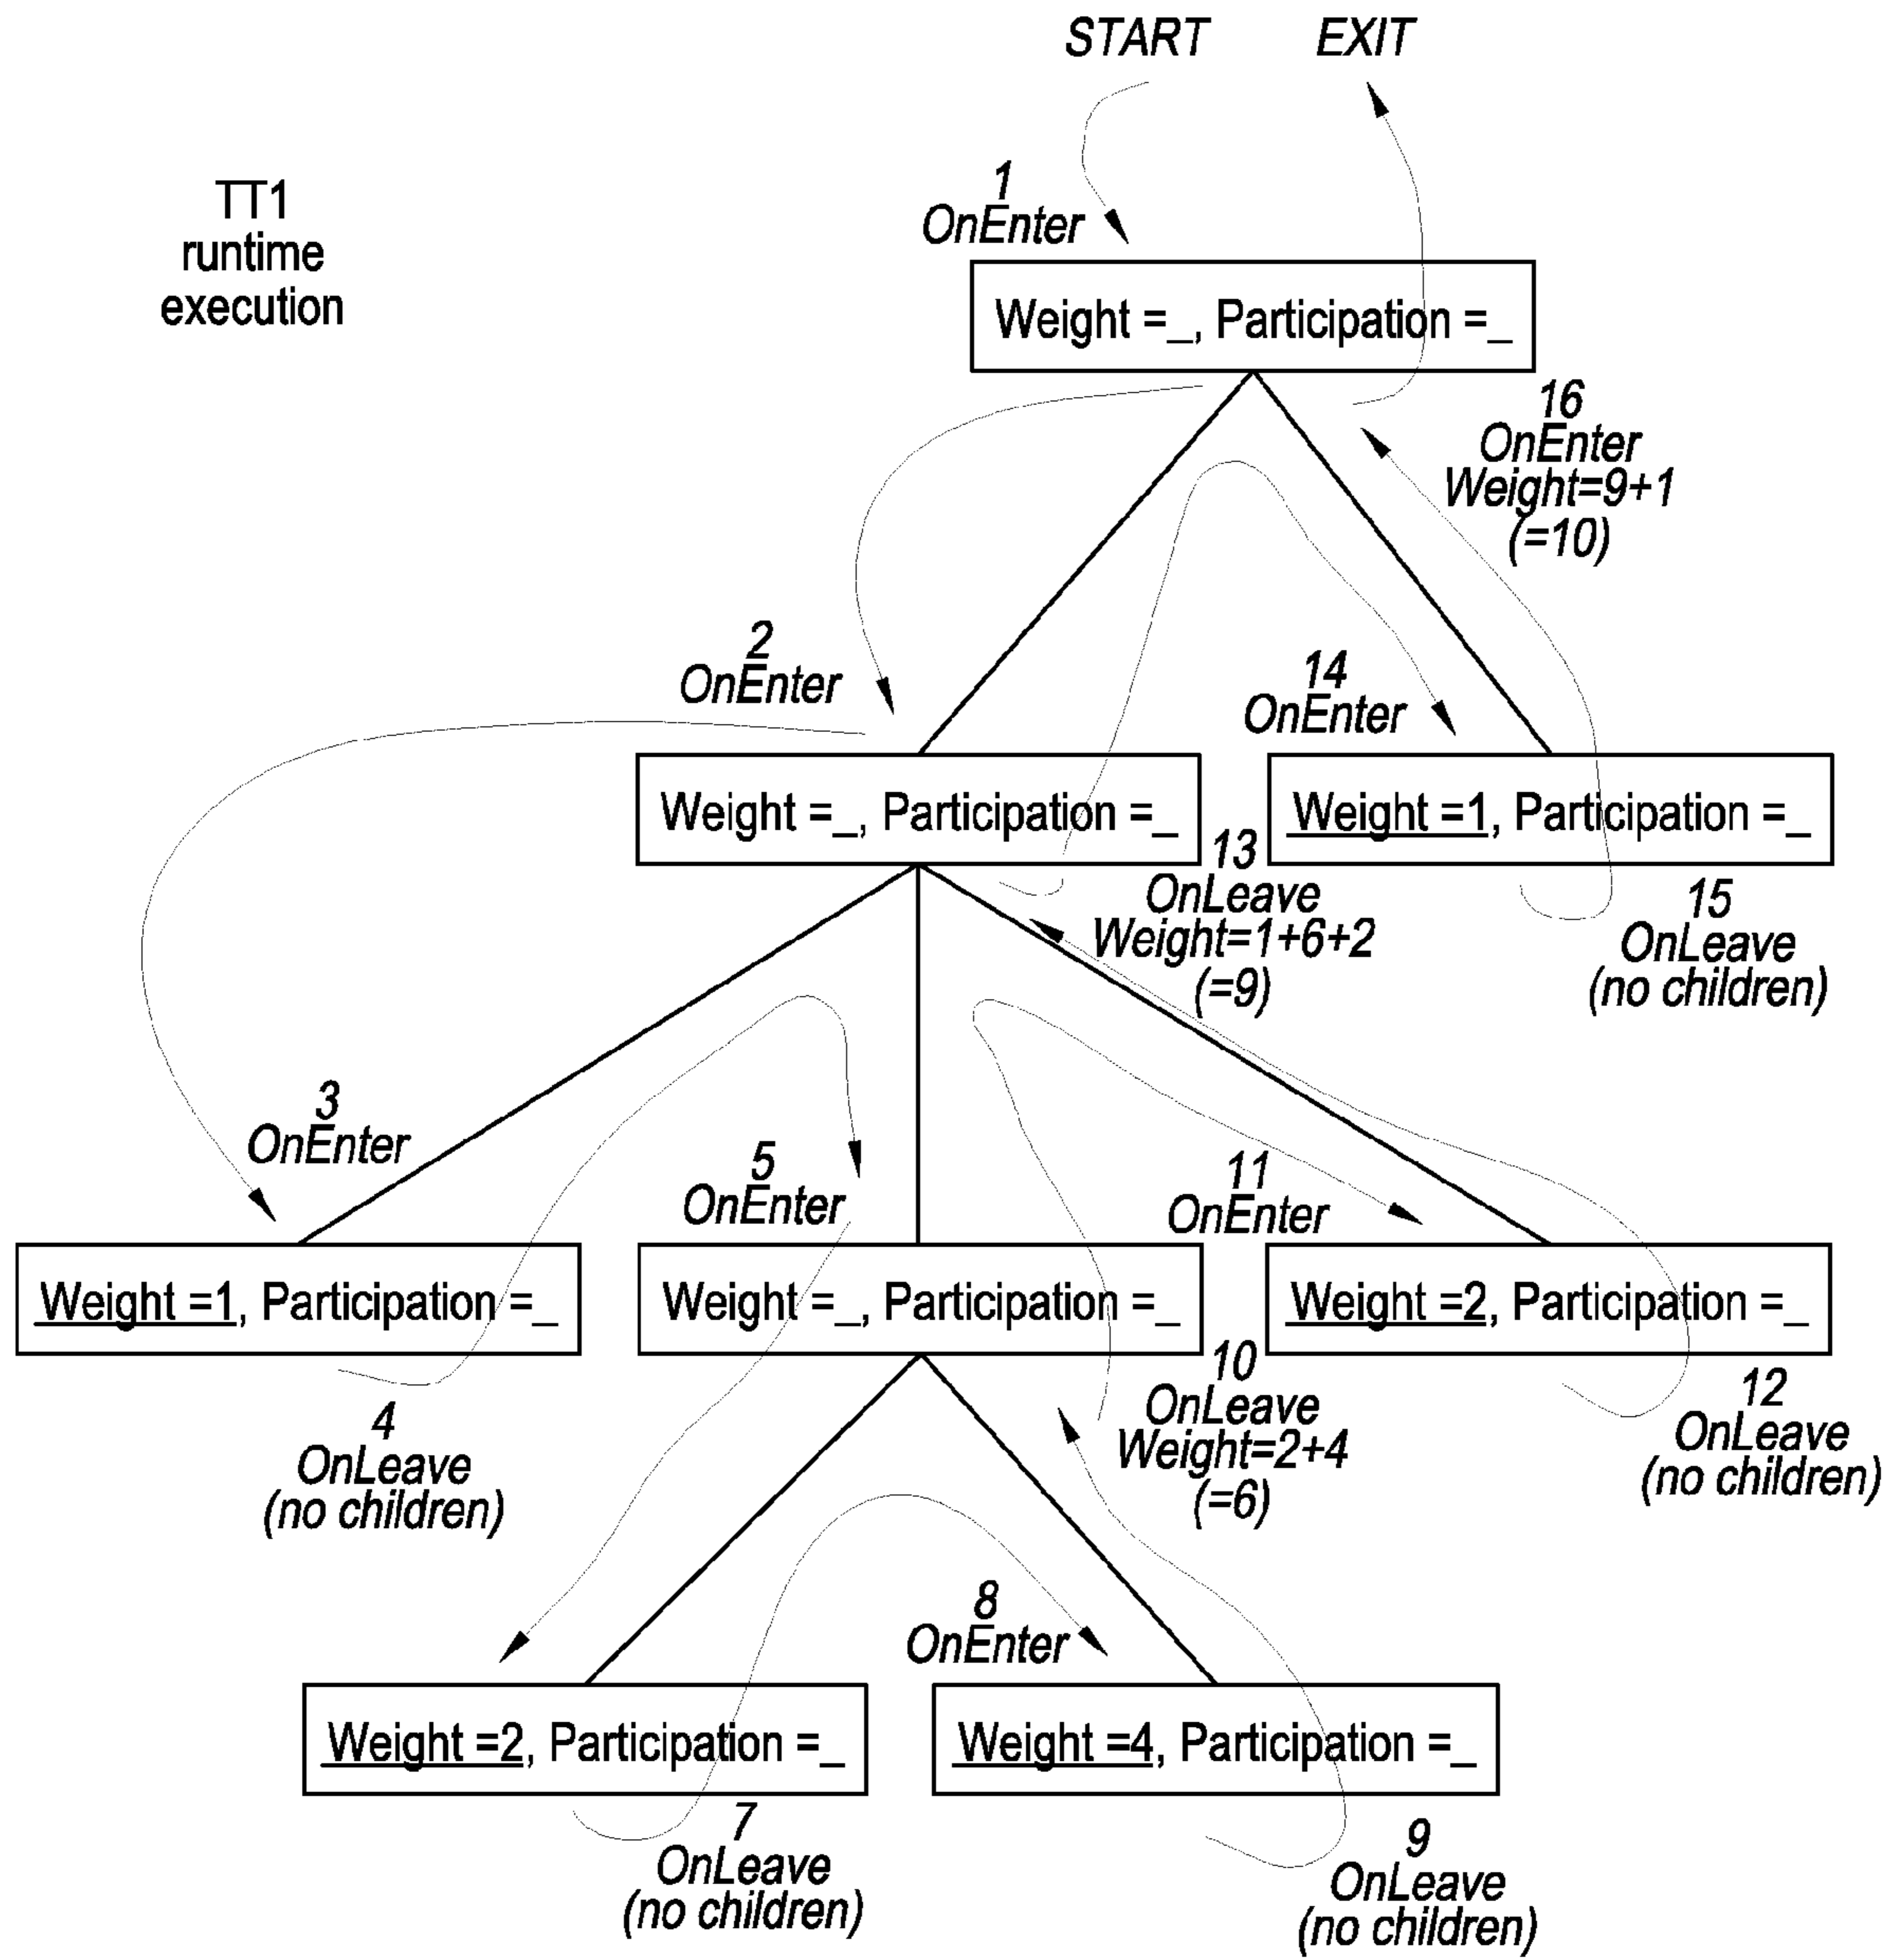 START
EXIT
TT1
runtime
execution
1
OnEnter
Weight =_, Participation =_
16
OnEnter
Weight=9+1
(=10)
2
OnEnter
14
OnEnter
Weight =_, Participation =_
Weight =1, Participation =_
13
OnLeave
Weight=1+6+2
(=9)
15
OnLeave
(no children)
3
OnEnter
5
OnEnter
11
OnEnter
Weight =1, Participation =_
Weight =_, Participation =_
Weight =2, Participation =_
4
OnLeave
(no children)
10
OnLeave
Weight=2+4
(=6)
12
OnLeave
(no children)
8
OnEnter
Weight =2, Participation =_
Weight =4, Participation =_
7
OnLeave
(no children)
9
OnLeave
(no children)